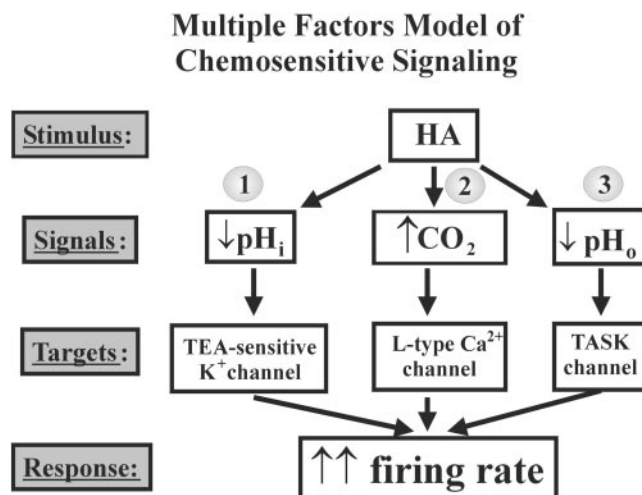 Multiple Factors Model of
Chemosensitive Signaling
Stimulus:
HA
1
2
3
Signals:
↓pHᵢ
↑CO₂
↓ pHₒ
Targets:
TEA-sensitive
K⁺channel
L-type Ca²⁺
channel
TASK
channel
Response:
↑↑ firing rate